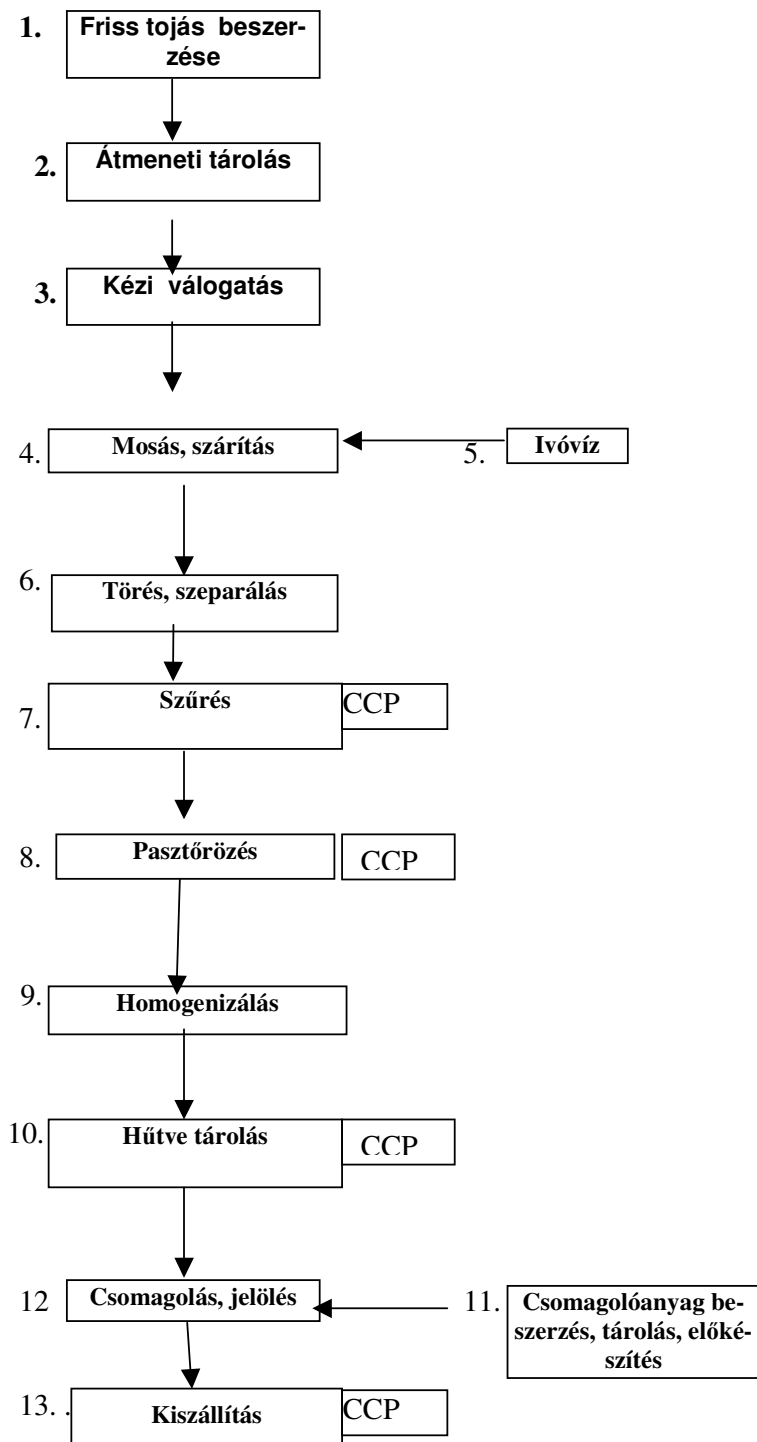 1. Friss tojás beszer-
zése
2. Átmeneti tárolás
3. Kézi válogatás
4. Mosás, szárítás
5. Ivóvíz
6. Törés, szeparálás
7. Szűrés CCP
8. Pasztőrözés CCP
9. Homogenizálás
10. Hűtve tárolás CCP
12 Csomagolás, jelölés
11. Csomagolóanyag be-
szerzés, tárolás, előké-
szítés
13. . Kiszállítás CCP